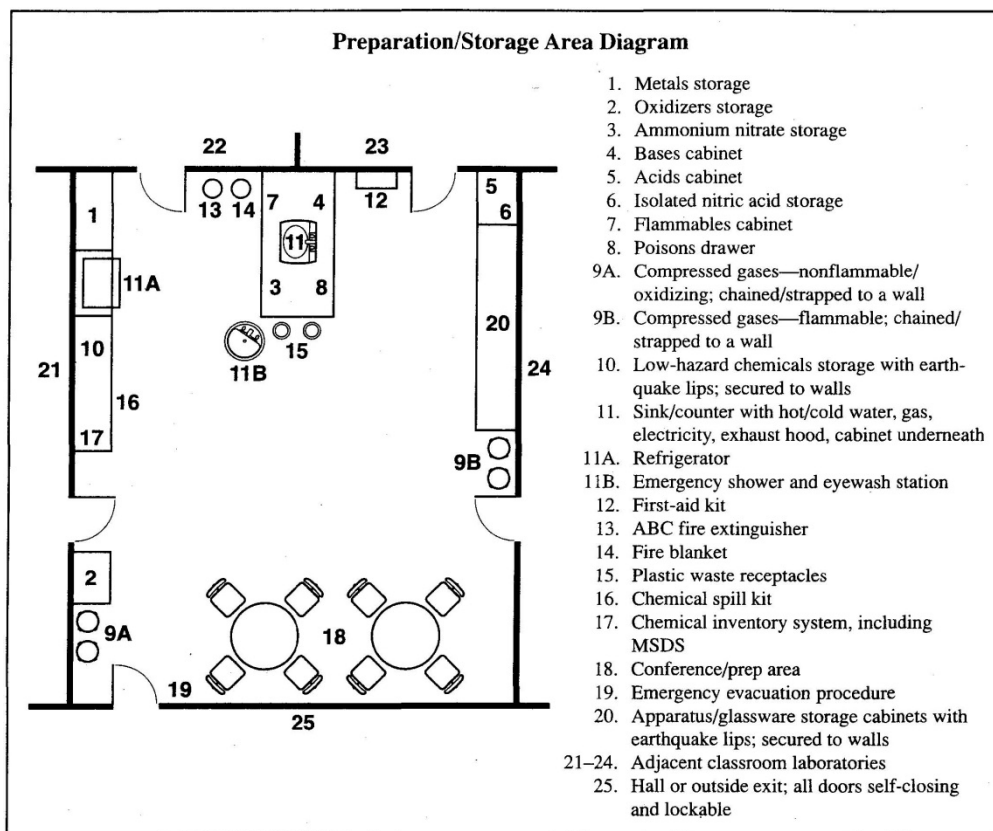 Preparation/Storage Area Diagram
22
23
13
14
7
4
12
5
6
1
11
11A
3
8
20
10
15
11B
21
16
24
17
9B
2
9A
18
19
25
1. Metals storage
2. Oxidizers storage
3. Ammonium nitrate storage
4. Bases cabinet
5. Acids cabinet
6. Isolated nitric acid storage
7. Flammables cabinet
8. Poisons drawer
9A. Compressed gases—nonflammable/
oxidizing; chained/strapped to a wall
9B. Compressed gases—flammable; chained/
strapped to a wall
10. Low-hazard chemicals storage with earth-
quake lips; secured to walls
11. Sink/counter with hot/cold water, gas,
electricity, exhaust hood, cabinet underneath
11A. Refrigerator
11B. Emergency shower and eyewash station
12. First-aid kit
13. ABC fire extinguisher
14. Fire blanket
15. Plastic waste receptacles
16. Chemical spill kit
17. Chemical inventory system, including
MSDS
18. Conference/prep area
19. Emergency evacuation procedure
20. Apparatus/glassware storage cabinets with
earthquake lips; secured to walls
21–24. Adjacent classroom laboratories
25. Hall or outside exit; all doors self-closing
and lockable